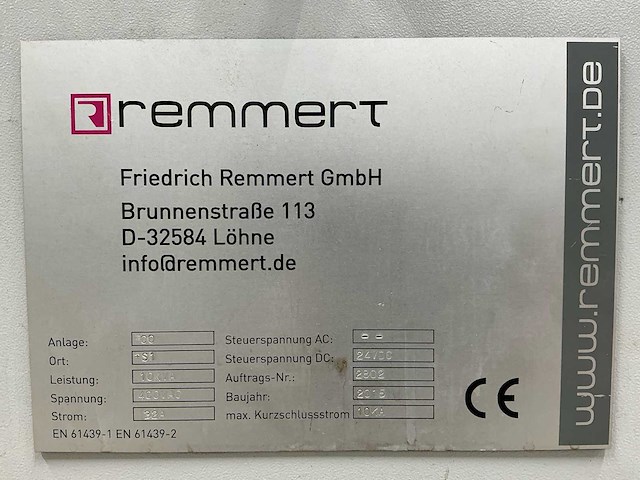 remmert
Friedrich Remmert GmbH
Brunnenstraße 113
D-32584 Löhne
info@remmert.de
www.remmert.de
Anlage:
Ort:
Leistung:
Spannung:
Strom:
Steuerspannung AC: --
Steuerspannung DC: 24VDC
Auftrags-Nr.: 
Baujahr:
max. Kurzschlussstrom 10KA
EN 61439-1 EN 61439-2
CE